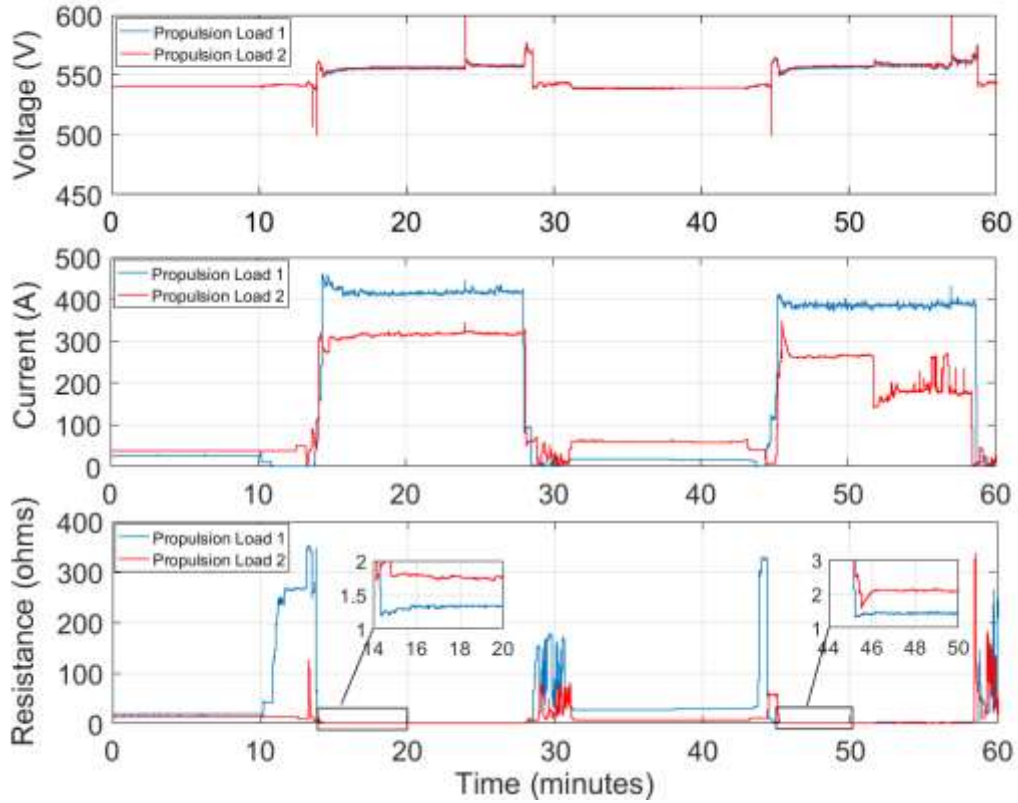 600
550
500
450
Voltage (V)
Propulsion Load 1
Propulsion Load 2
0 10 20 30 40 50 60
500
400
300
200
100
0
Current (A)
Propulsion Load 1
Propulsion Load 2
0 10 20 30 40 50 60
400
300
200
100
0
Resistance (ohms)
Propulsion Load 1
Propulsion Load 2
2
1.5
1
14 16 18 20
3
2
1
44 46 48 50
0 10 20 30 40 50 60
Time (minutes)